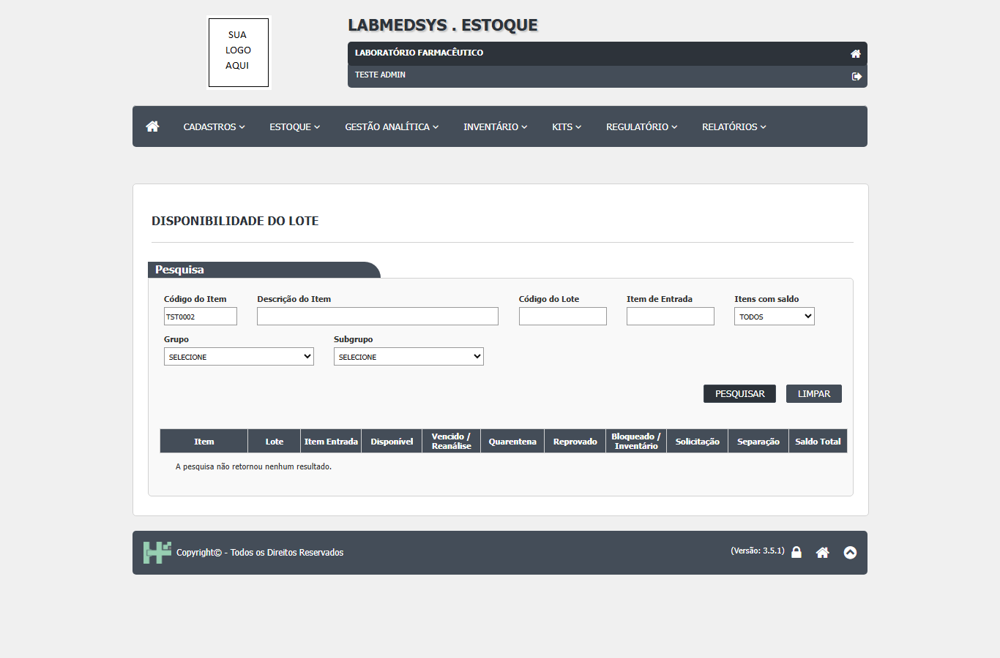 SUA
LOGO
AQUI
LABMEDSYS . ESTOQUE
LABORATÓRIO FARMACÊUTICO
TESTE ADMIN
CADASTROS ESTOQUE GESTÃO ANALÍTICA INVENTÁRIO KITS REGULATÓRIO RELATÓRIOS
DISPONIBILIDADE DO LOTE
Pesquisa
Código do Item Descrição do Item Código do Lote Item de Entrada Itens com saldo
TST0002 TODOS
Grupo Subgrupo
SELECIONE SELECIONE
PESQUISAR LIMPAR
Item Lote Item Entrada Disponível Vencido / Reanálise Quarentena Reprovado Bloqueado / Inventário Solicitação Separação Saldo Total
A pesquisa não retornou nenhum resultado.
Copyright© - Todos os Direitos Reservados (Versão: 3.5.1)